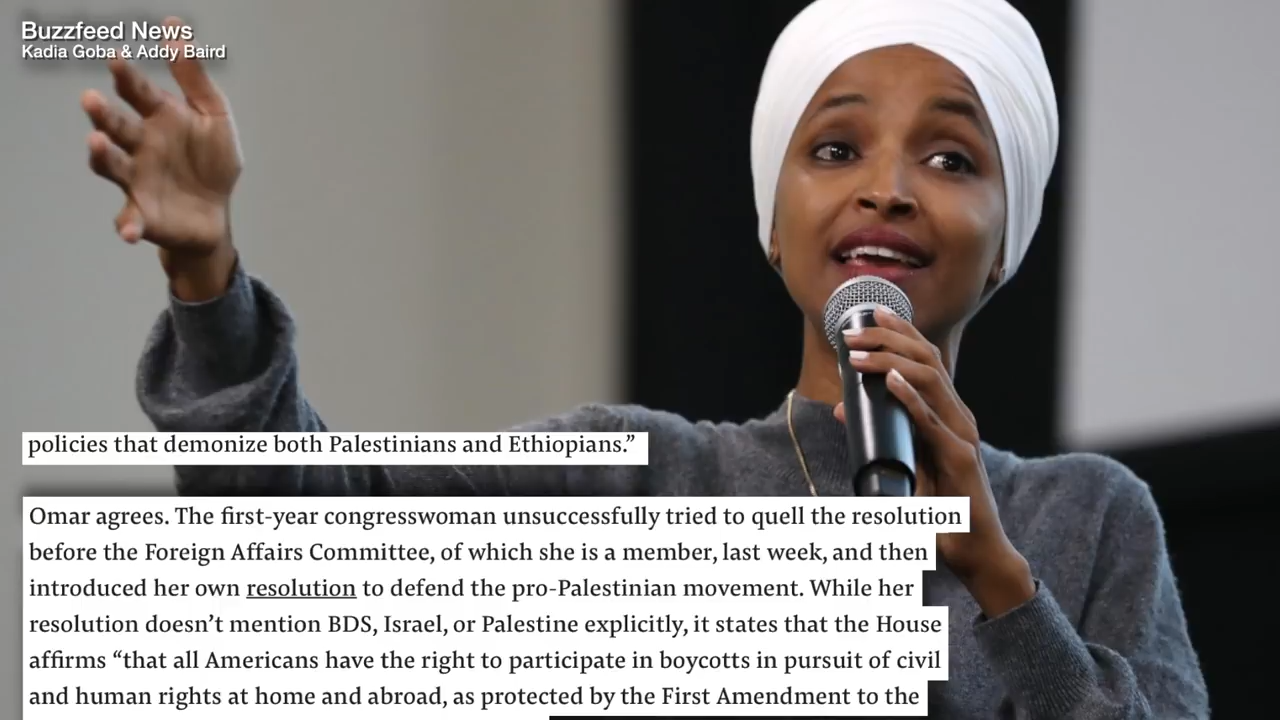 Buzzfeed News
Kadia Goba & Addy Baird
policies that demonize both Palestinians and Ethiopians.”
Omar agrees. The first-year congresswoman unsuccessfully tried to quell the resolution
before the Foreign Affairs Committee, of which she is a member, last week, and then
introduced her own resolution to defend the pro-Palestinian movement. While her
resolution doesn’t mention BDS, Israel, or Palestine explicitly, it states that the House
affirms “that all Americans have the right to participate in boycotts in pursuit of civil
and human rights at home and abroad, as protected by the First Amendment to the